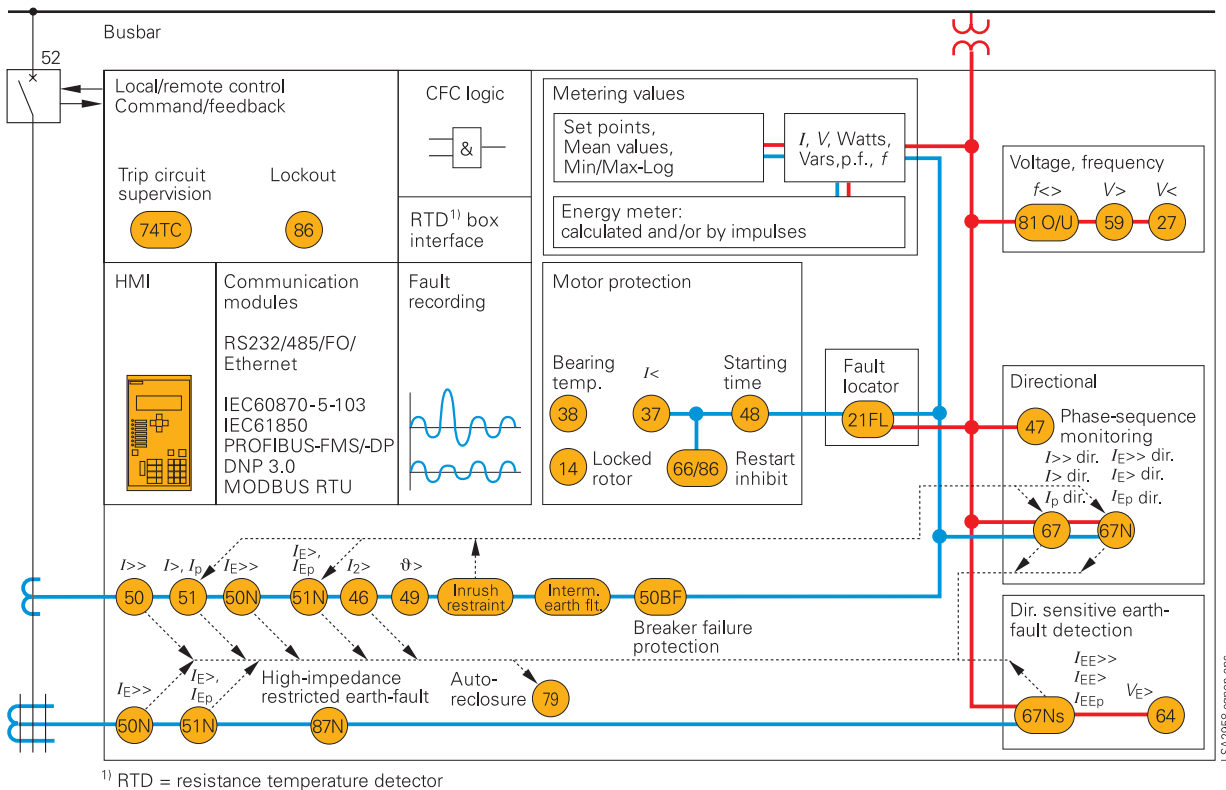 Busbar
52
Local/remote control
Command/feedback
Trip circuit
supervision
74TC
Lockout
86
CFC logic
&
RTD1) box
interface
Metering values
Set points,
Mean values,
Min/Max-Log
I, V, Watts,
Vars,p.f., f
Energy meter:
calculated and/or by impulses
Voltage, frequency
f<> V> V<
81O/U 59 27
HMI
Communication
modules
RS232/485/FO/
Ethernet
IEC60870-5-103
IEC61850
PROFIBUS-FMS/-DP
DNP 3.0
MODBUS RTU
Fault
recording
Motor protection
Bearing
temp.
38
I<
37
Starting
time
48
14
Locked
rotor
66/86
Restart
inhibit
Fault
locator
21FL
Directional
47
Phase-sequence
monitoring
I>> dir. IE>> dir.
I> dir. IE> dir.
Ip dir. IEp dir.
67 67N
I>> I>, Ip IE>> IE>, IEp I2> ϑ>
50 51 50N 51N 46 49
Inrush
restraint
Interm.
earth flt.
50BF
Breaker failure
protection
Dir. sensitive earth-
fault detection
IEE>>
IEE>
IEEp
VE>
67Ns 64
IE>> IE>,
IEp
High-impedance
restricted earth-fault
Auto-
reclosure
79
50N 51N 87N
1) RTD = resistance temperature detector